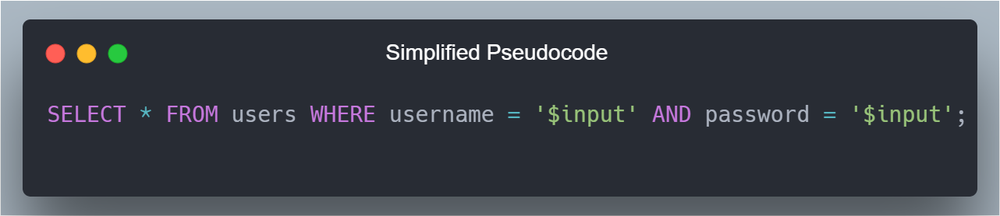 Simplified Pseudocode
SELECT * FROM users WHERE username = '$input' AND password = '$input';